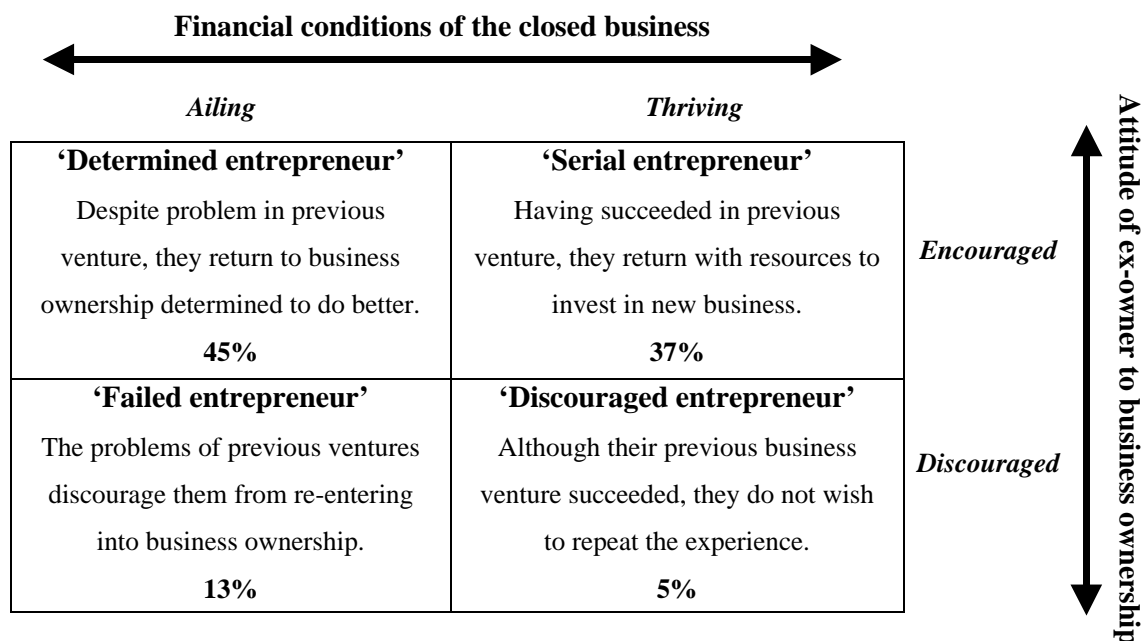 Financial conditions of the closed business
Ailing
Thriving
‘Determined entrepreneur’
Despite problem in previous
venture, they return to business
ownership determined to do better.
45%
‘Serial entrepreneur’
Having succeeded in previous
venture, they return with resources to
invest in new business.
37%
Encouraged
‘Failed entrepreneur’
The problems of previous ventures
discourage them from re-entering
into business ownership.
13%
‘Discouraged entrepreneur’
Although their previous business
venture succeeded, they do not wish
to repeat the experience.
5%
Discouraged
Attitude of ex-owner to business ownership